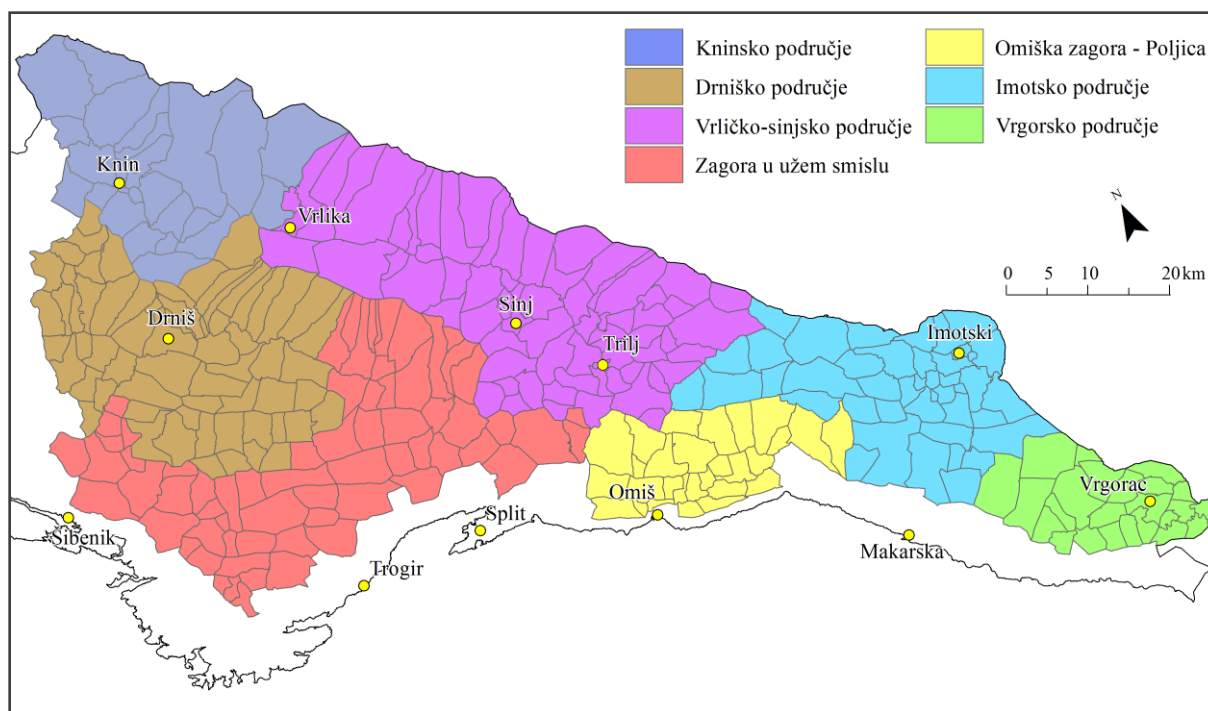 Kninsko područje
Drniško područje
Vrličko-sinjsko područje
Zagora u užem smislu
Omiška zagora - Poljica
Imotsko područje
Vrgorsko područje
N
0 5 10 20 km
Knin
Vrlika
Drniš
Sinj
Trilj
Imotski
Omiš
Vrgorac
Šibenik
Split
Makarska
Trogir